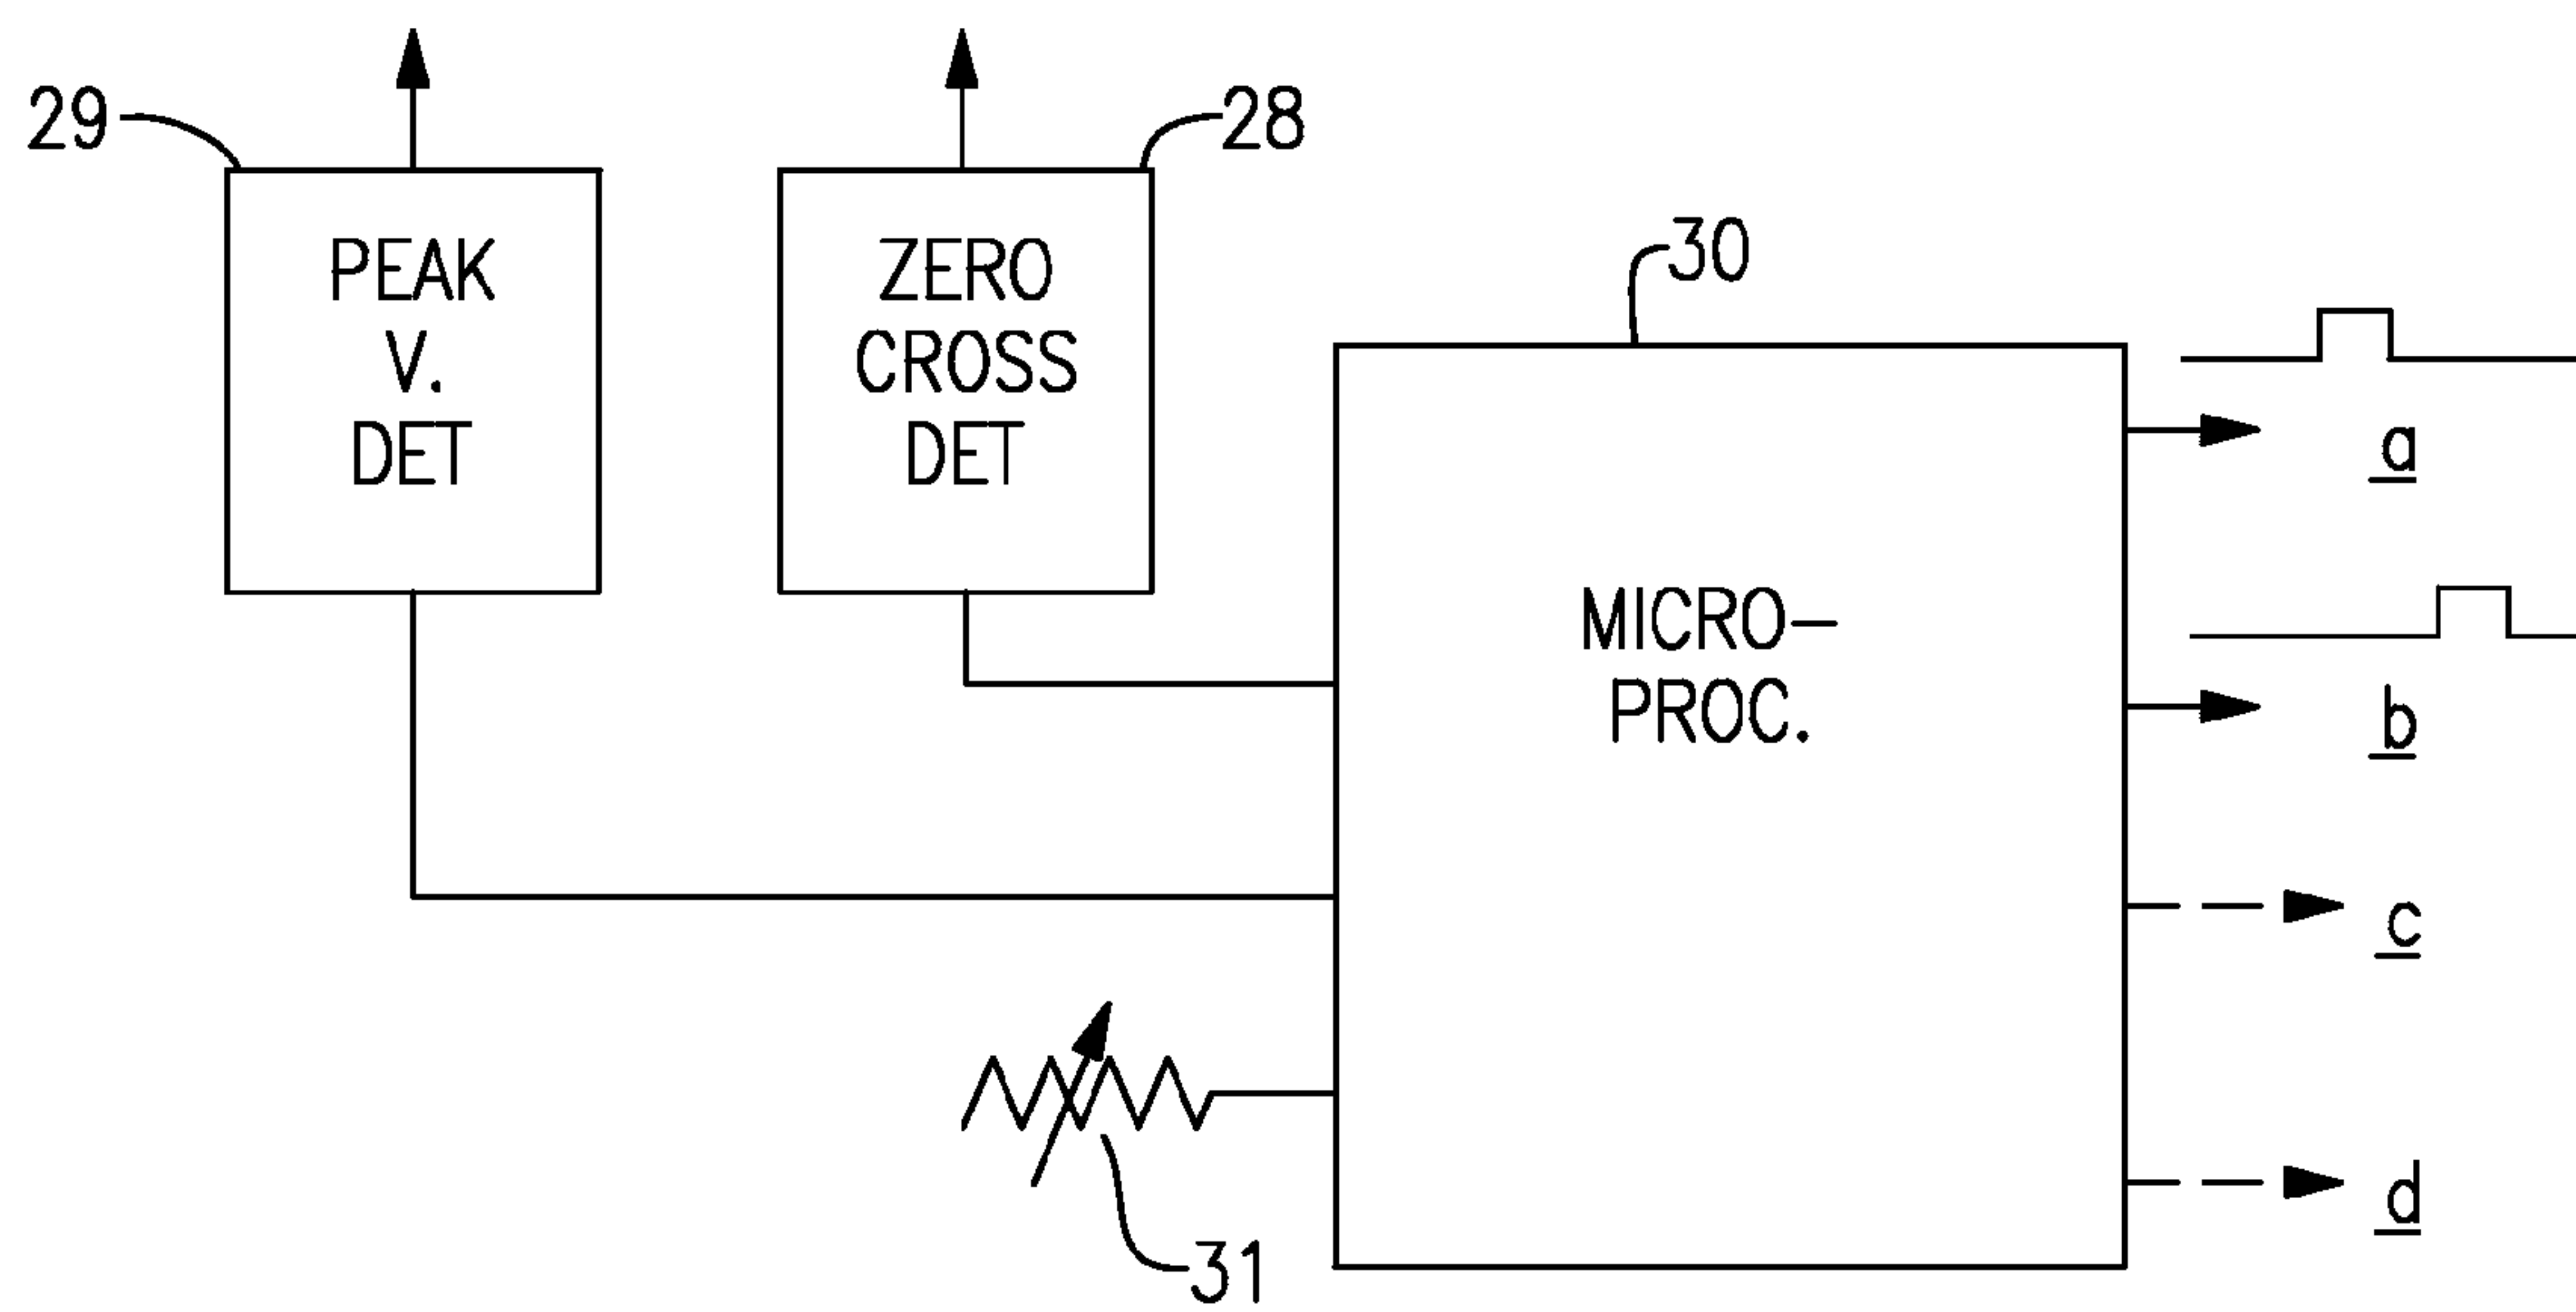 29
28
PEAK
V.
DET
ZERO
CROSS
DET
30
MICRO-
PROC.
a
b
c
d
31